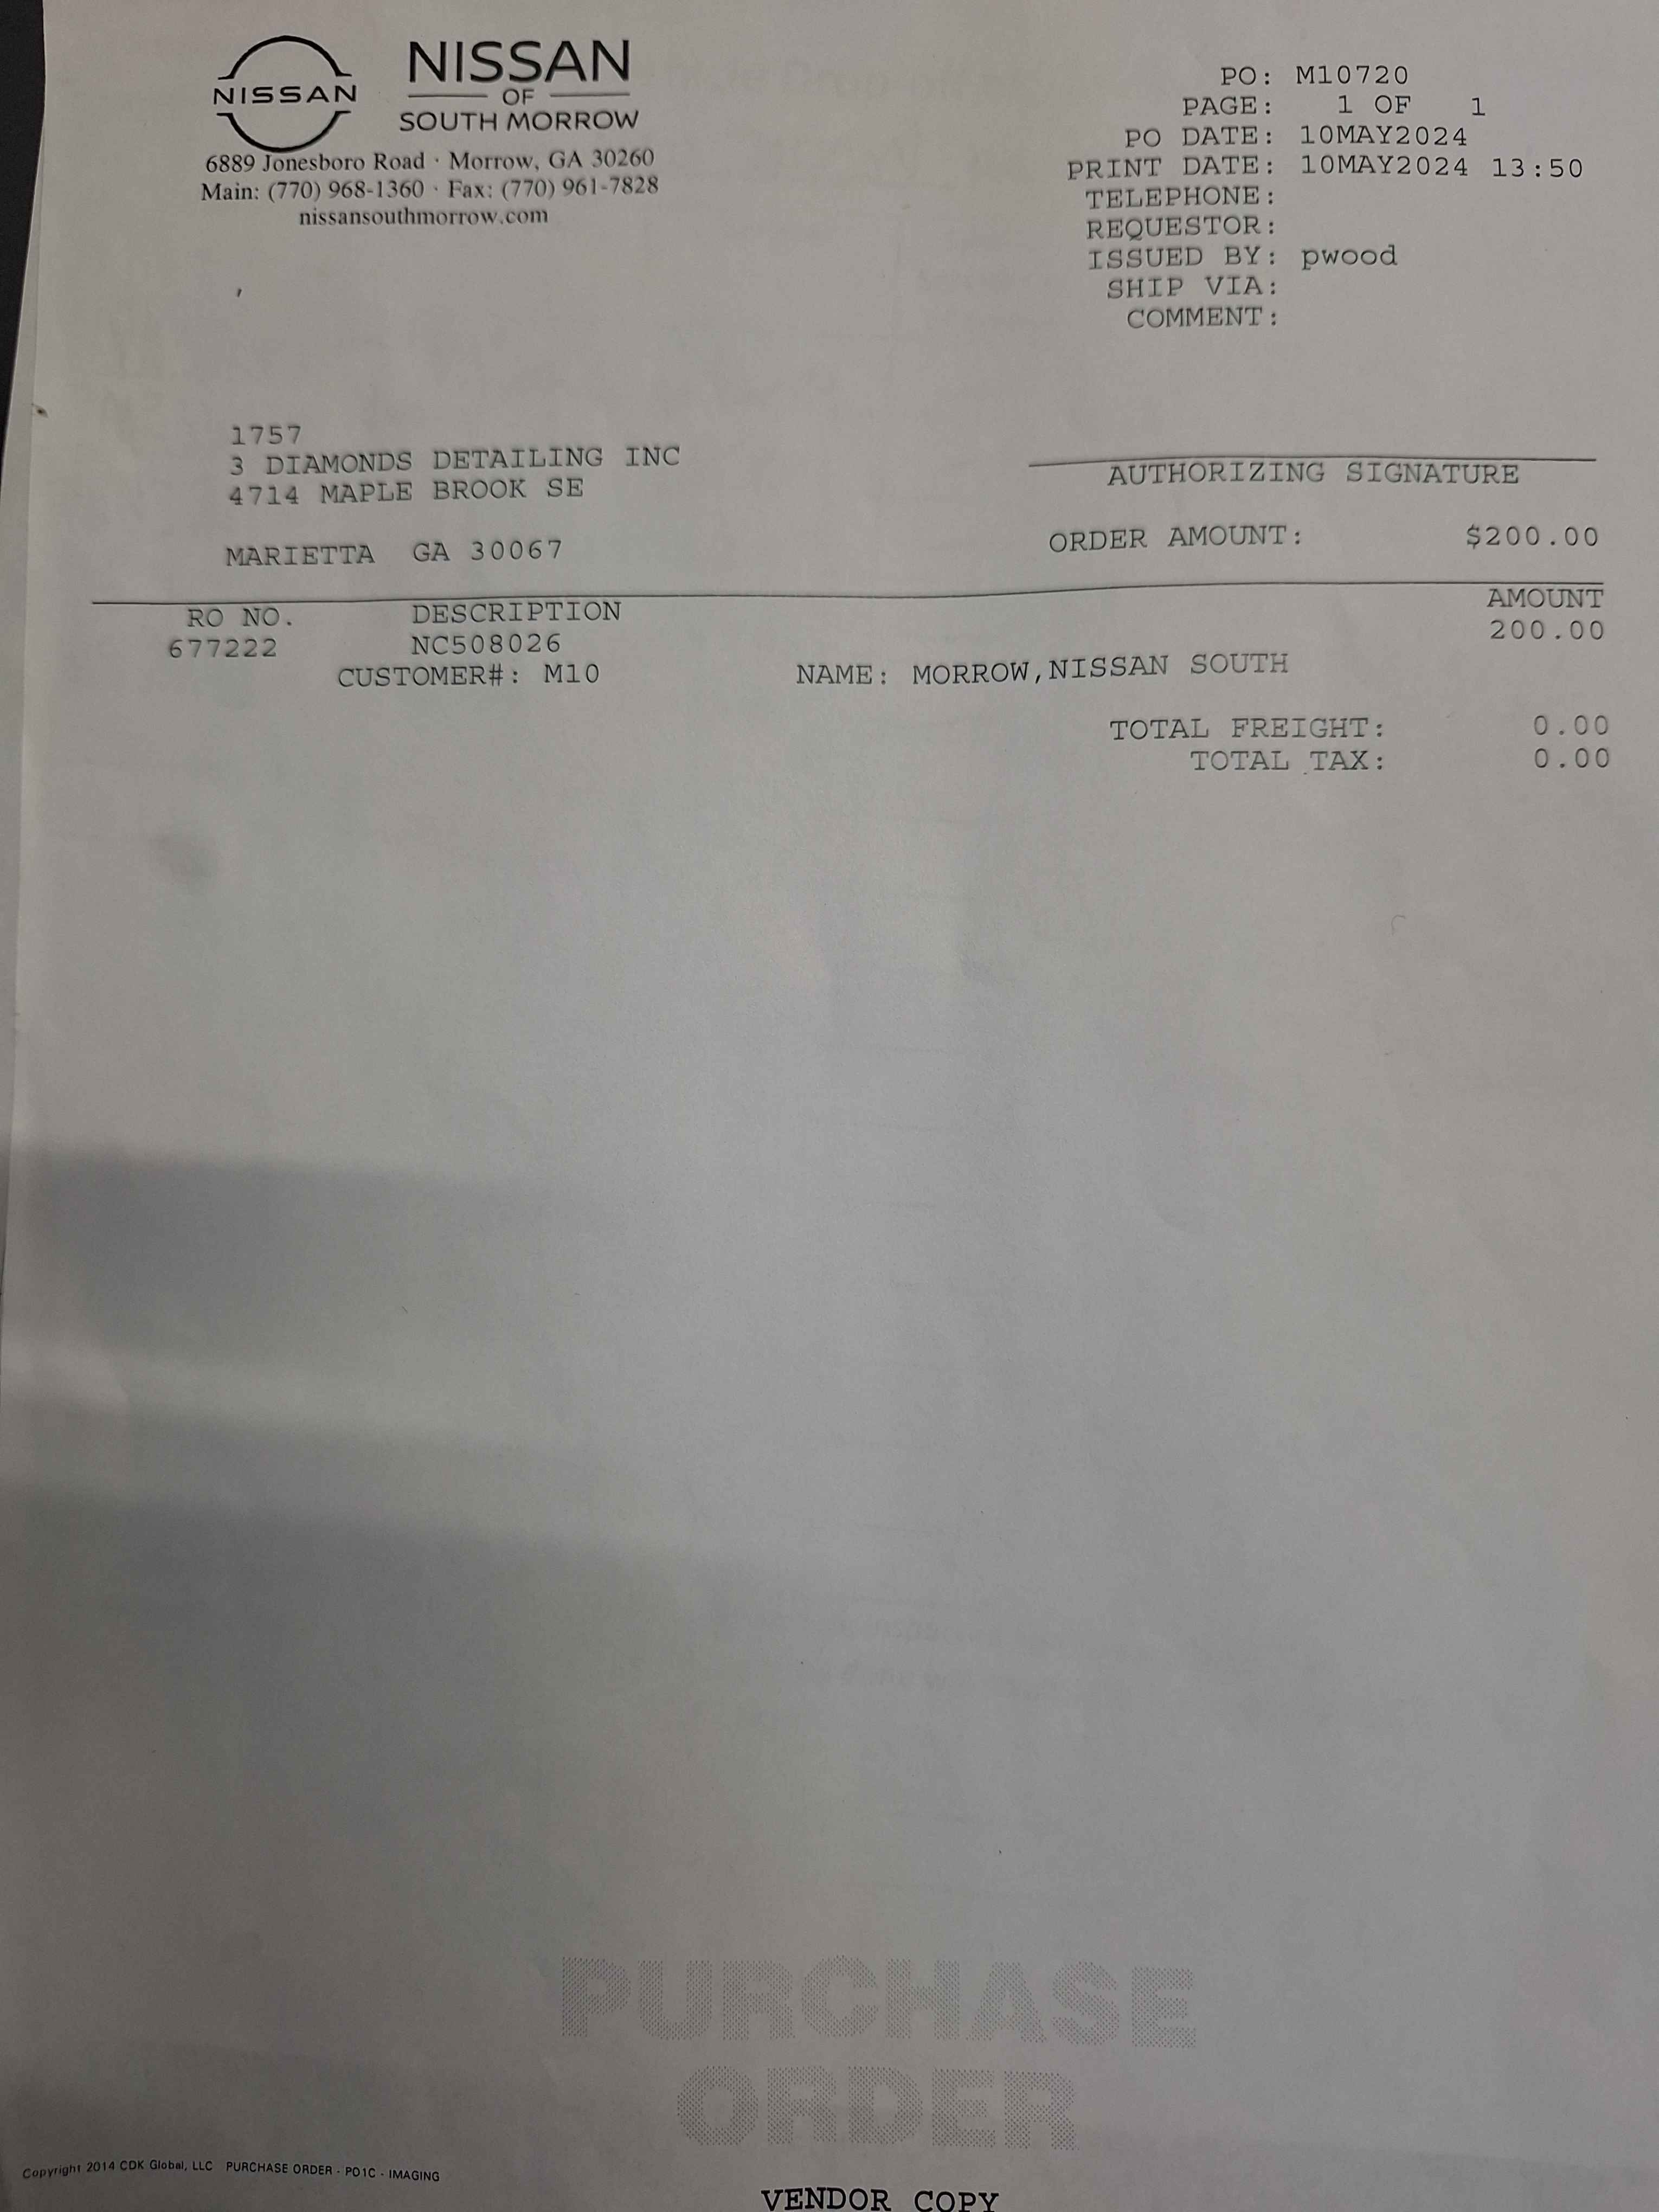 NISSAN
NISSAN
OF
SOUTH MORROW
6889 Jonesboro Road · Morrow, GA 30260
Main: (770) 968-1360 · Fax: (770) 961-7828
nissansouthmorrow.com
PO: M10720
PAGE: 1 OF 1
PO DATE: 10MAY2024
PRINT DATE: 10MAY2024 13:50
TELEPHONE:
REQUESTOR:
ISSUED BY: pwood
SHIP VIA:
COMMENT:
1757
3 DIAMONDS DETAILING INC
4714 MAPLE BROOK SE
MARIETTA GA 30067
AUTHORIZING SIGNATURE
ORDER AMOUNT: $200.00
RO NO. DESCRIPTION AMOUNT
677222 NC508026 200.00
CUSTOMER#: M10 NAME: MORROW,NISSAN SOUTH
TOTAL FREIGHT: 0.00
TOTAL TAX: 0.00
PURCHASE
ORDER
Copyright 2014 CDK Global, LLC PURCHASE ORDER - PO1C - IMAGING
VENDOR COPY